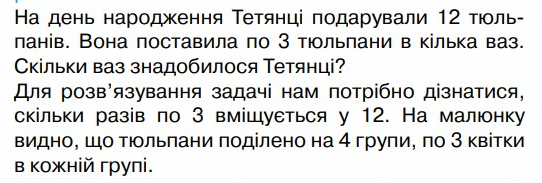 На день народження Тетянці подарували 12 тюль-
панів. Вона поставила по 3 тюльпани в кілька ваз.
Скільки ваз знадобилося Тетянці?
Для розв’язування задачі нам потрібно дізнатися,
скільки разів по 3 вміщується у 12. На малюнку
видно, що тюльпани поділено на 4 групи, по 3 квітки
в кожній групі.